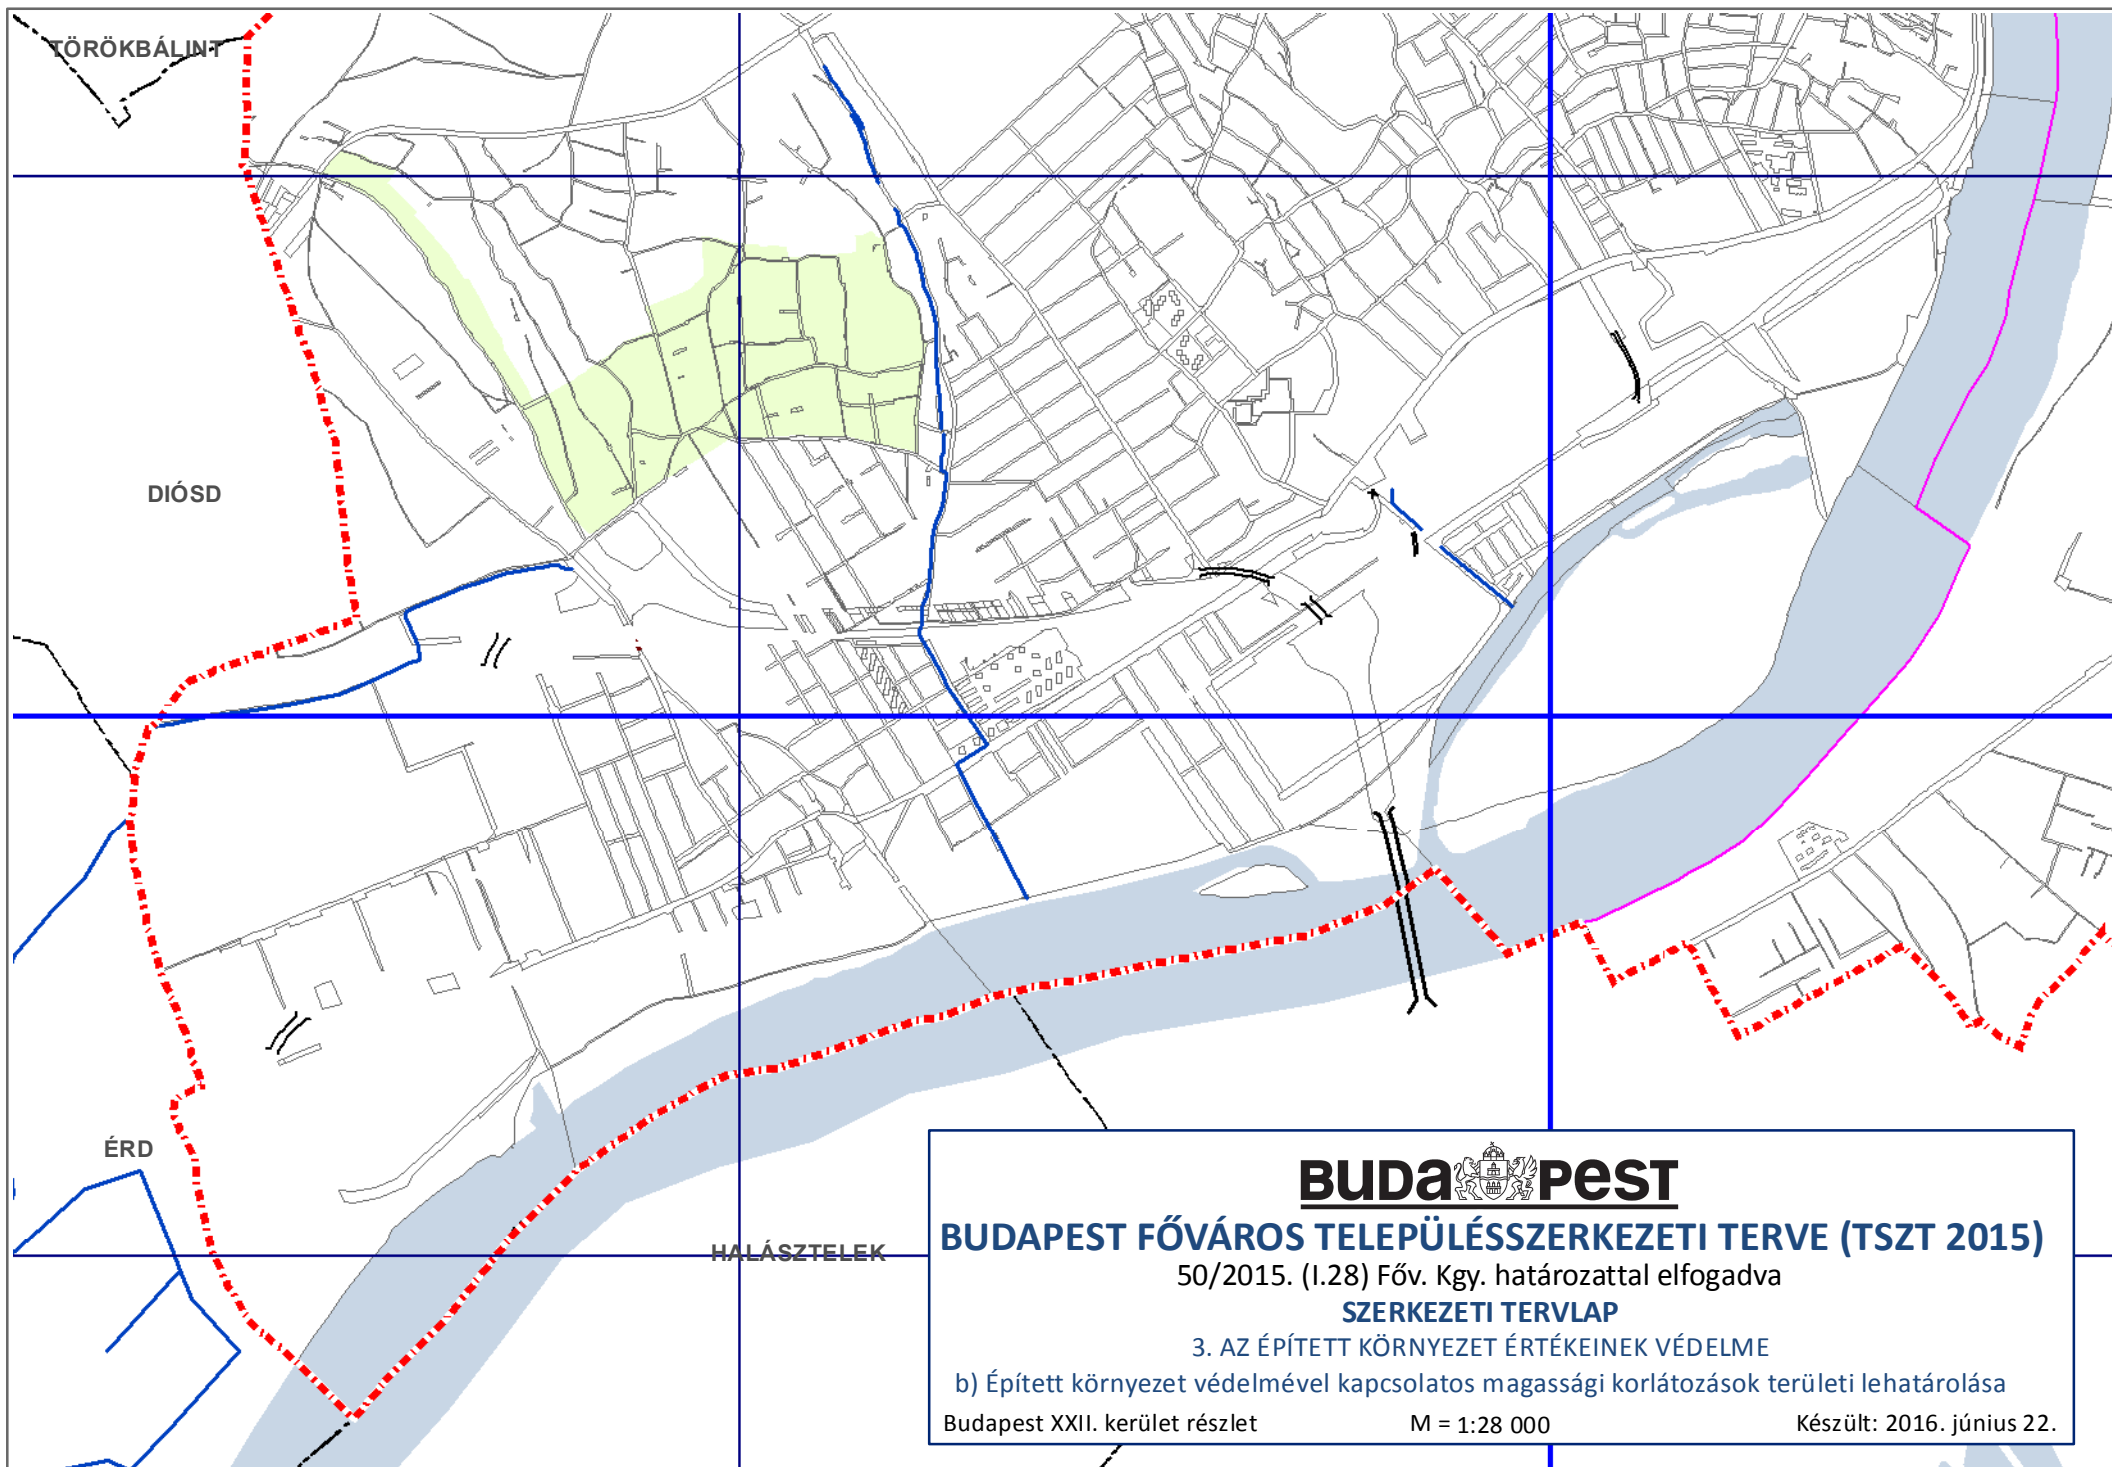 TÖRÖKBÁLINT
DIÓSD
ÉRD
HALÁSZTELEK
BUDAPEST
BUDAPEST FŐVÁROS TELEPÜLÉSSZERKEZETI TERVE (TSZT 2015)
50/2015. (I.28) Főv. Kgy. határozattal elfogadva
SZERKEZETI TERVLAP
3. AZ ÉPÍTETT KÖRNYEZET ÉRTÉKEINEK VÉDELME
b) Épített környezet védelmével kapcsolatos magassági korlátozások területi lehatárolása
Budapest XXII. kerület részlet M = 1:28 000 Készült: 2016. június 22.